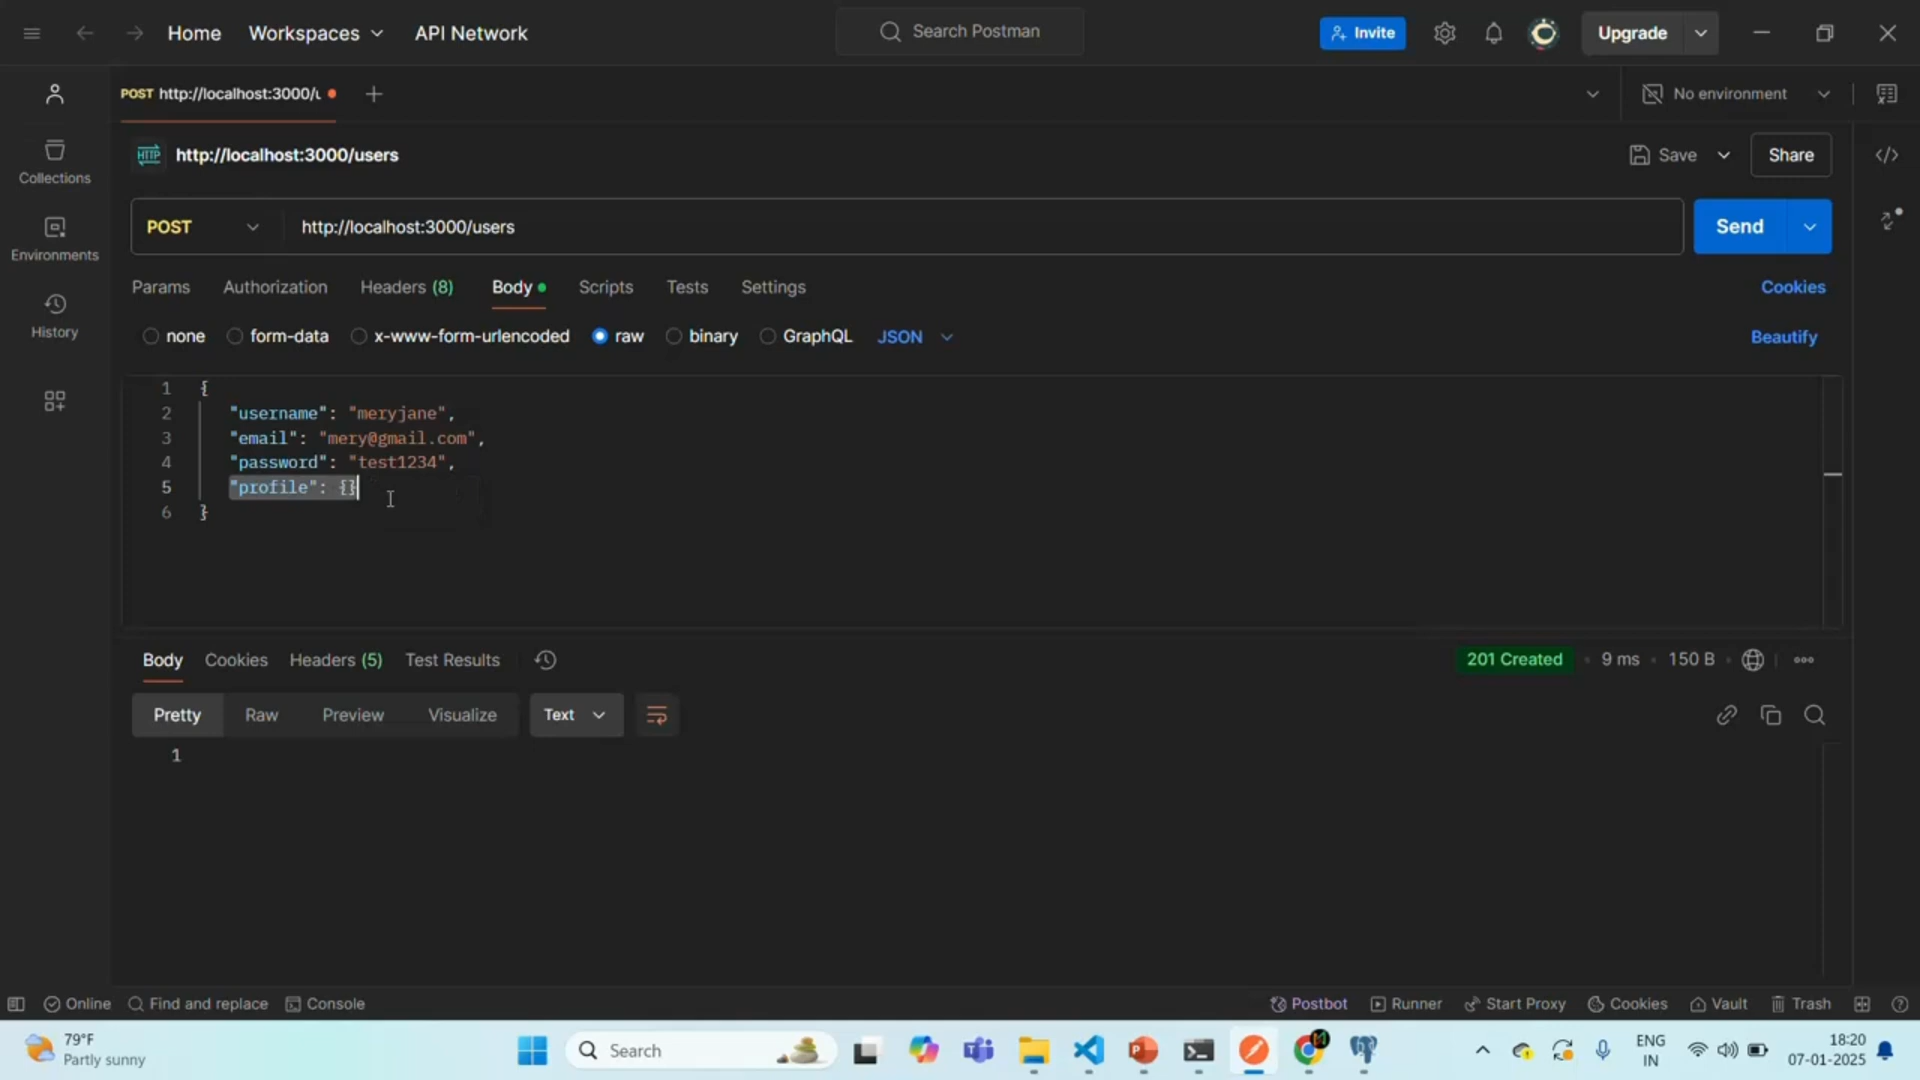 Home Workspaces API Network Search Postman Invite Upgrade
POST http://localhost:3000/u No environment
HTTP http://localhost:3000/users Save Share
Collections
POST http://localhost:3000/users Send
Environments
Params Authorization Headers (8) Body Scripts Tests Settings Cookies
History
none form-data x-www-form-urlencoded raw binary GraphQL JSON Beautify
1 {
2 "username": "meryjane",
3 "email": "mery@gmail.com",
4 "password": "test1234",
5 "profile": {}
6 }
Body Cookies Headers (5) Test Results 201 Created 9 ms 150 B
Pretty Raw Preview Visualize Text
1
Online Find and replace Console Postbot Runner Start Proxy Cookies Vault Trash
79°F
Partly sunny
Search
ENG
IN
18:20
07-01-2025